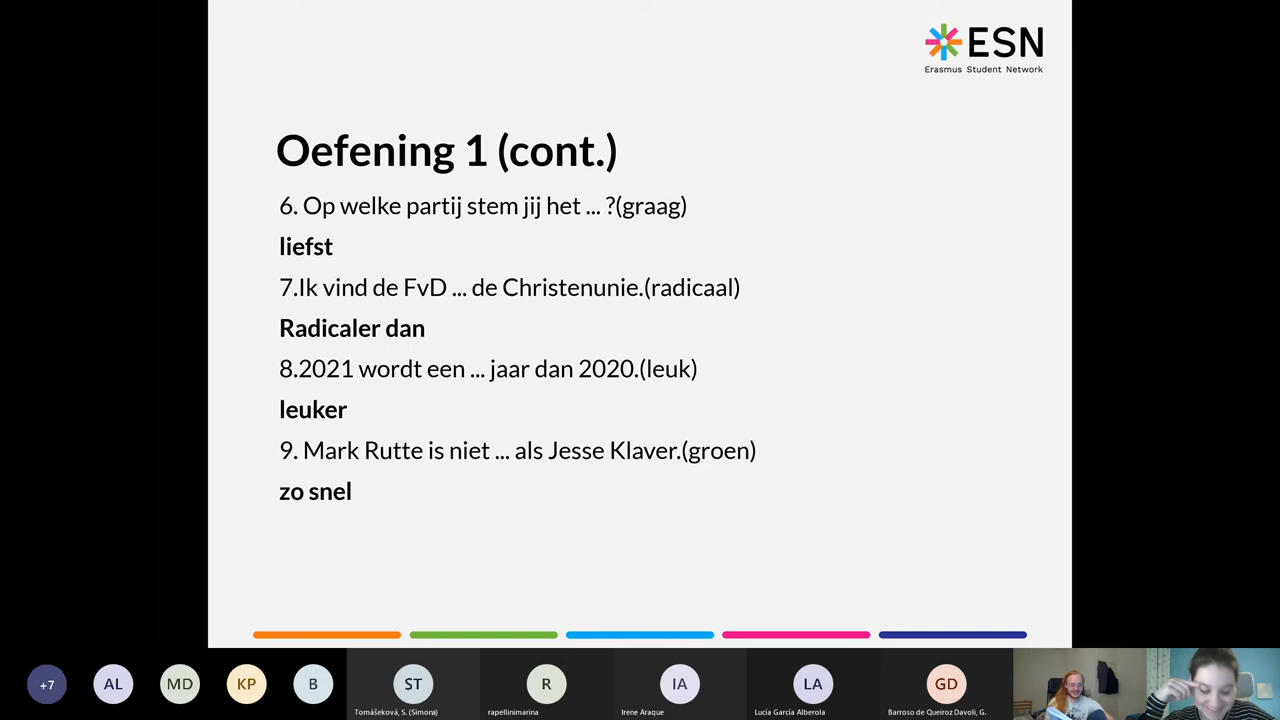 ESN
Erasmus Student Network
Oefening 1 (cont.)
6. Op welke partij stem jij het ... ?(graag)
liefst
7.Ik vind de FvD ... de Christenunie.(radicaal)
Radicaler dan
8.2021 wordt een ... jaar dan 2020.(leuk)
leuker
9. Mark Rutte is niet ... als Jesse Klaver.(groen)
zo snel
+7 AL MD KP B ST R IA LA GD
Tomášeková, S. (Simona) rapellinimarina Irene Araque Lucía García Alberola Barroso de Queiroz Davoli, G.